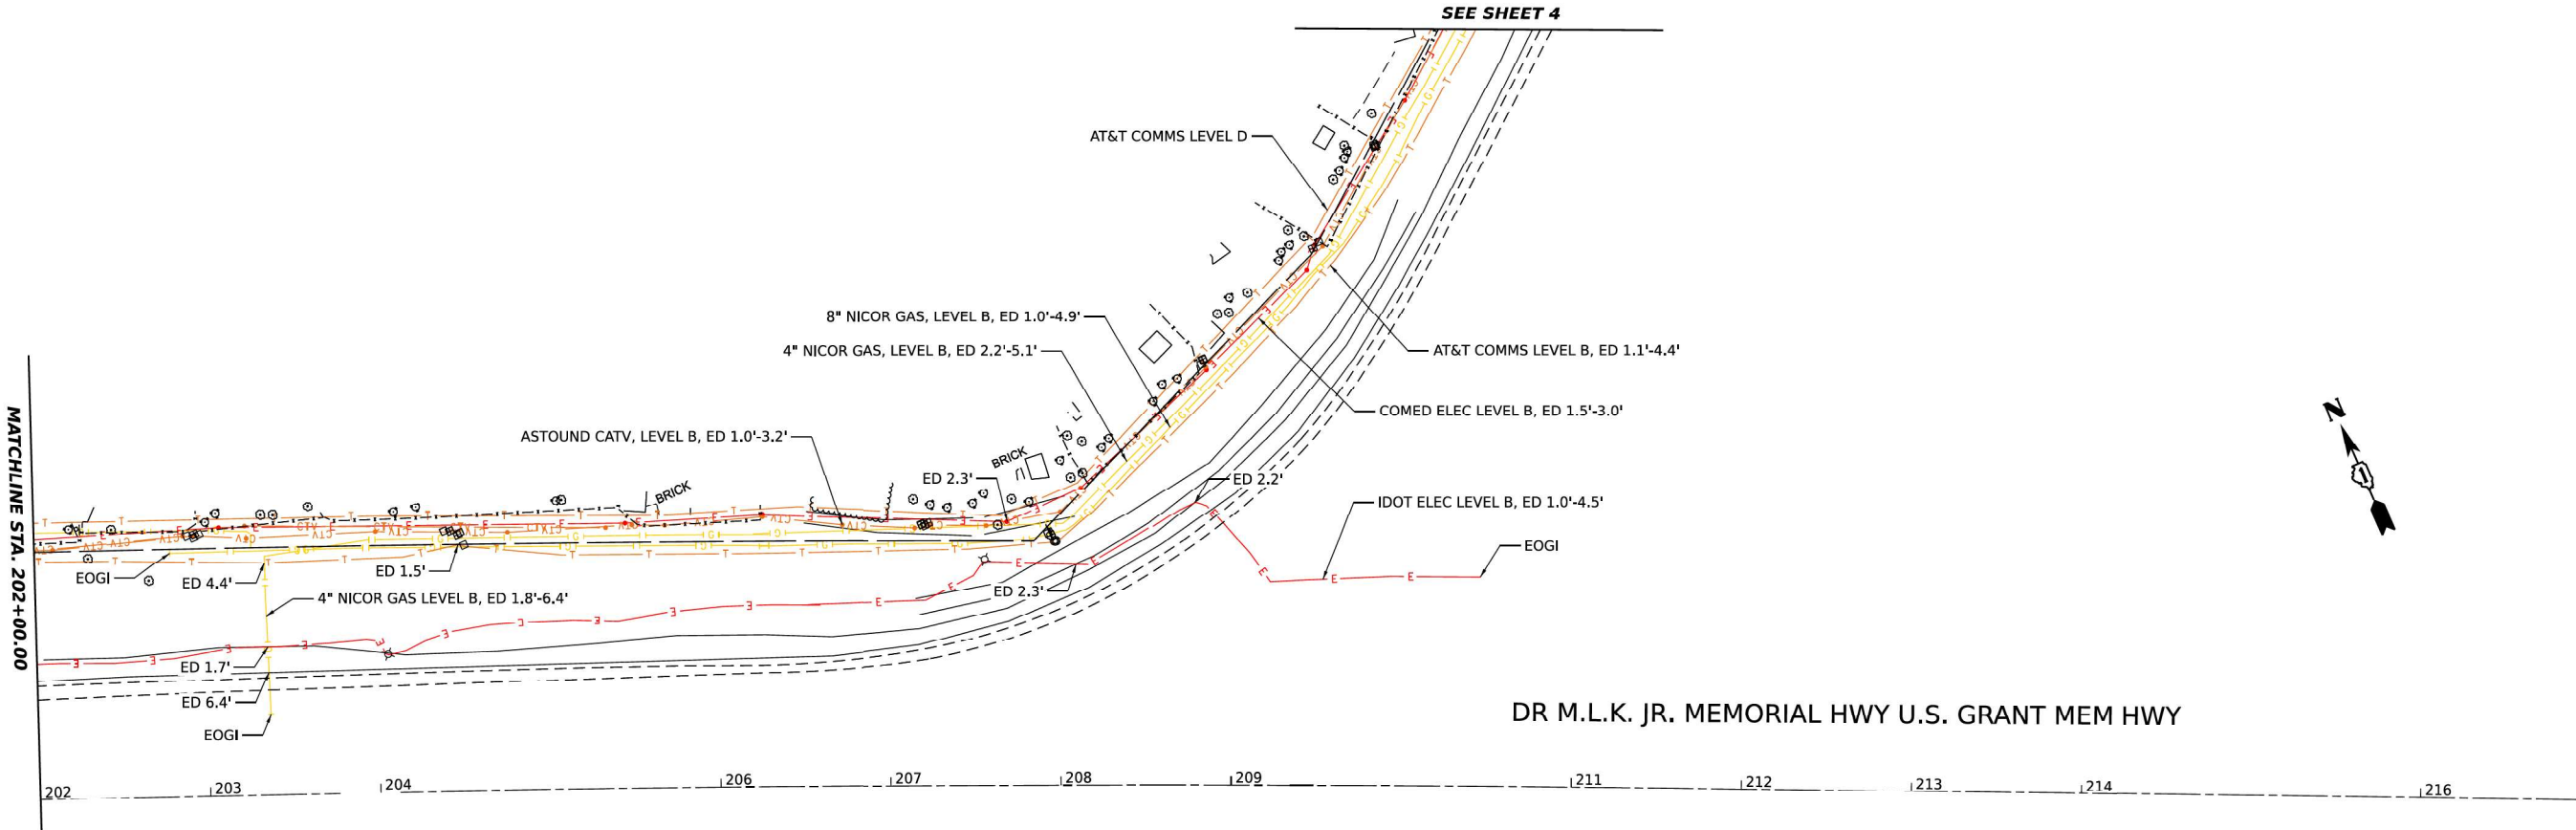 SEE SHEET 4
AT&T COMMS LEVEL D
8" NICOR GAS, LEVEL B, ED 1.0'-4.9'
4" NICOR GAS, LEVEL B, ED 2.2'-5.1'
AT&T COMMS LEVEL B, ED 1.1'-4.4'
COMED ELEC LEVEL B, ED 1.5'-3.0'
ASTOUND CATV, LEVEL B, ED 1.0'-3.2'
BRICK
ED 2.3'
ED 2.2'
BRICK
IDOT ELEC LEVEL B, ED 1.0'-4.5'
EOGI
N
MATCHLINE STA. 202+00.00
EOGI
ED 4.4'
ED 1.5'
4" NICOR GAS LEVEL B, ED 1.8'-6.4'
ED 2.3'
ED 1.7'
ED 6.4'
EOGI
DR M.L.K. JR. MEMORIAL HWY U.S. GRANT MEM HWY
202 203 204 206 207 208 209 211 212 213 214 216